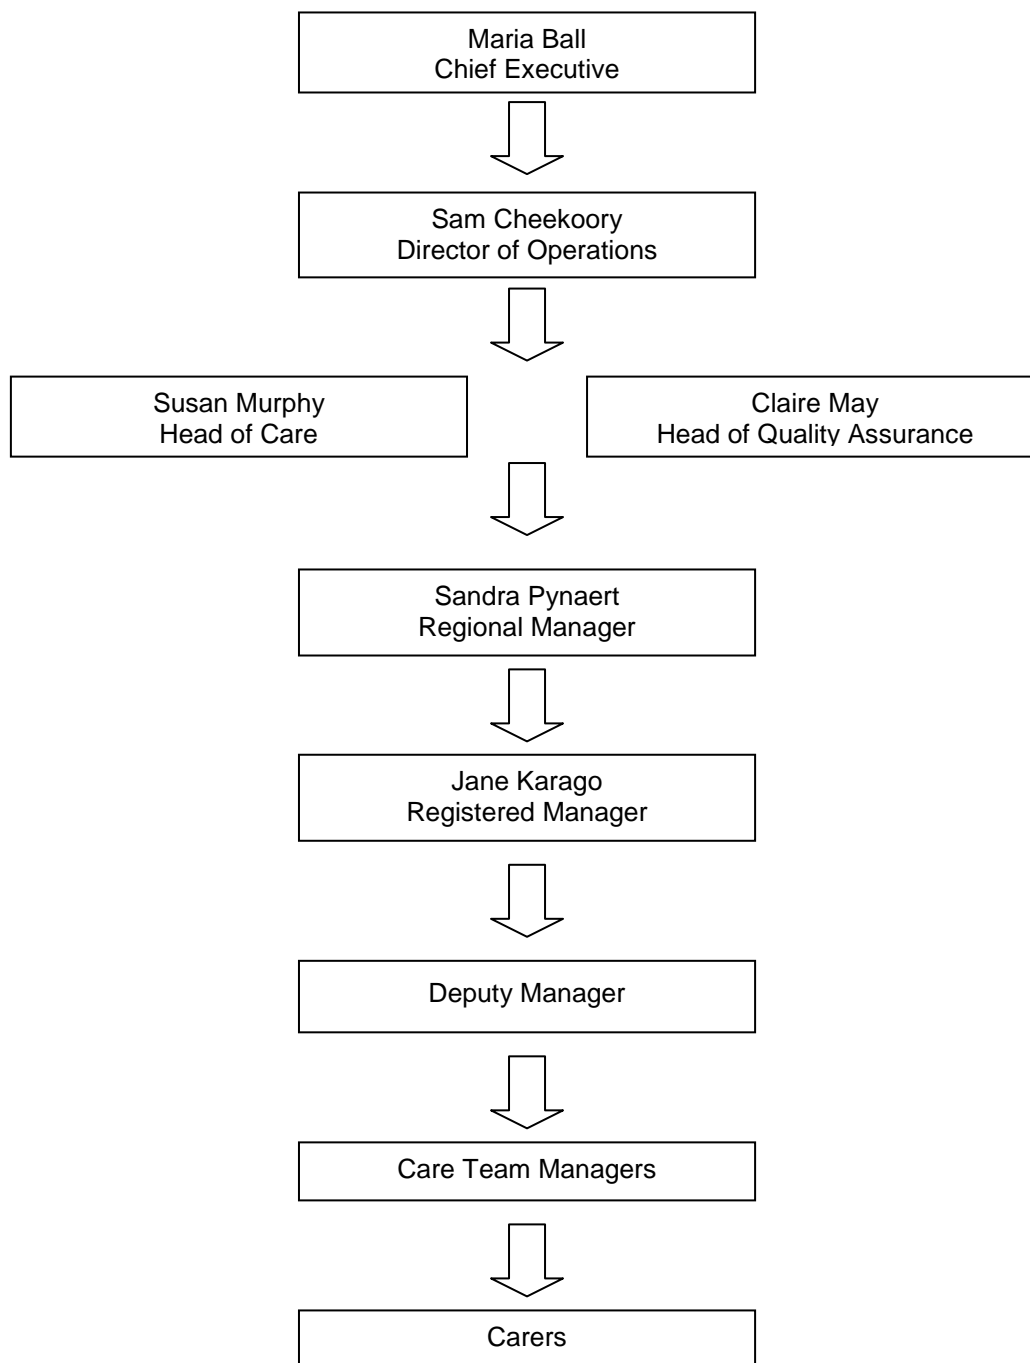 Maria Ball
Chief Executive
Sam Cheekoory
Director of Operations
Susan Murphy
Head of Care
Claire May
Head of Quality Assurance
Sandra Pynaert
Regional Manager
Jane Karago
Registered Manager
Deputy Manager
Care Team Managers
Carers